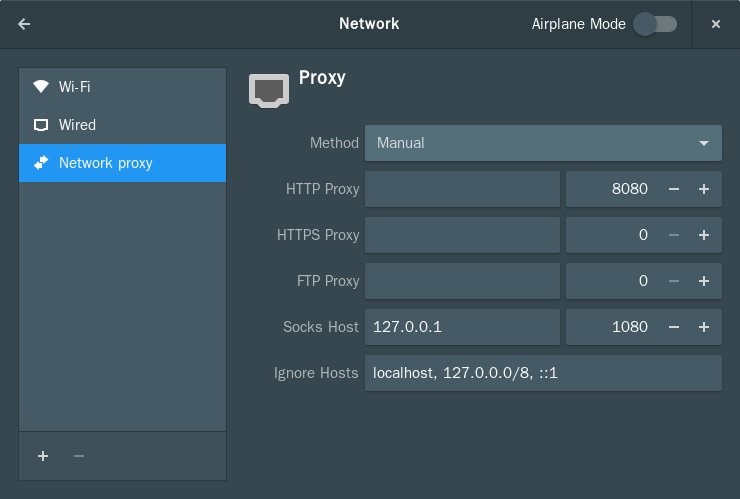 Network
Airplane Mode
Wi-Fi
Wired
Network proxy
Proxy
Method Manual
HTTP Proxy 8080 − +
HTTPS Proxy 0 − +
FTP Proxy 0 − +
Socks Host 127.0.0.1 1080 − +
Ignore Hosts localhost, 127.0.0.0/8, ::1
+ −